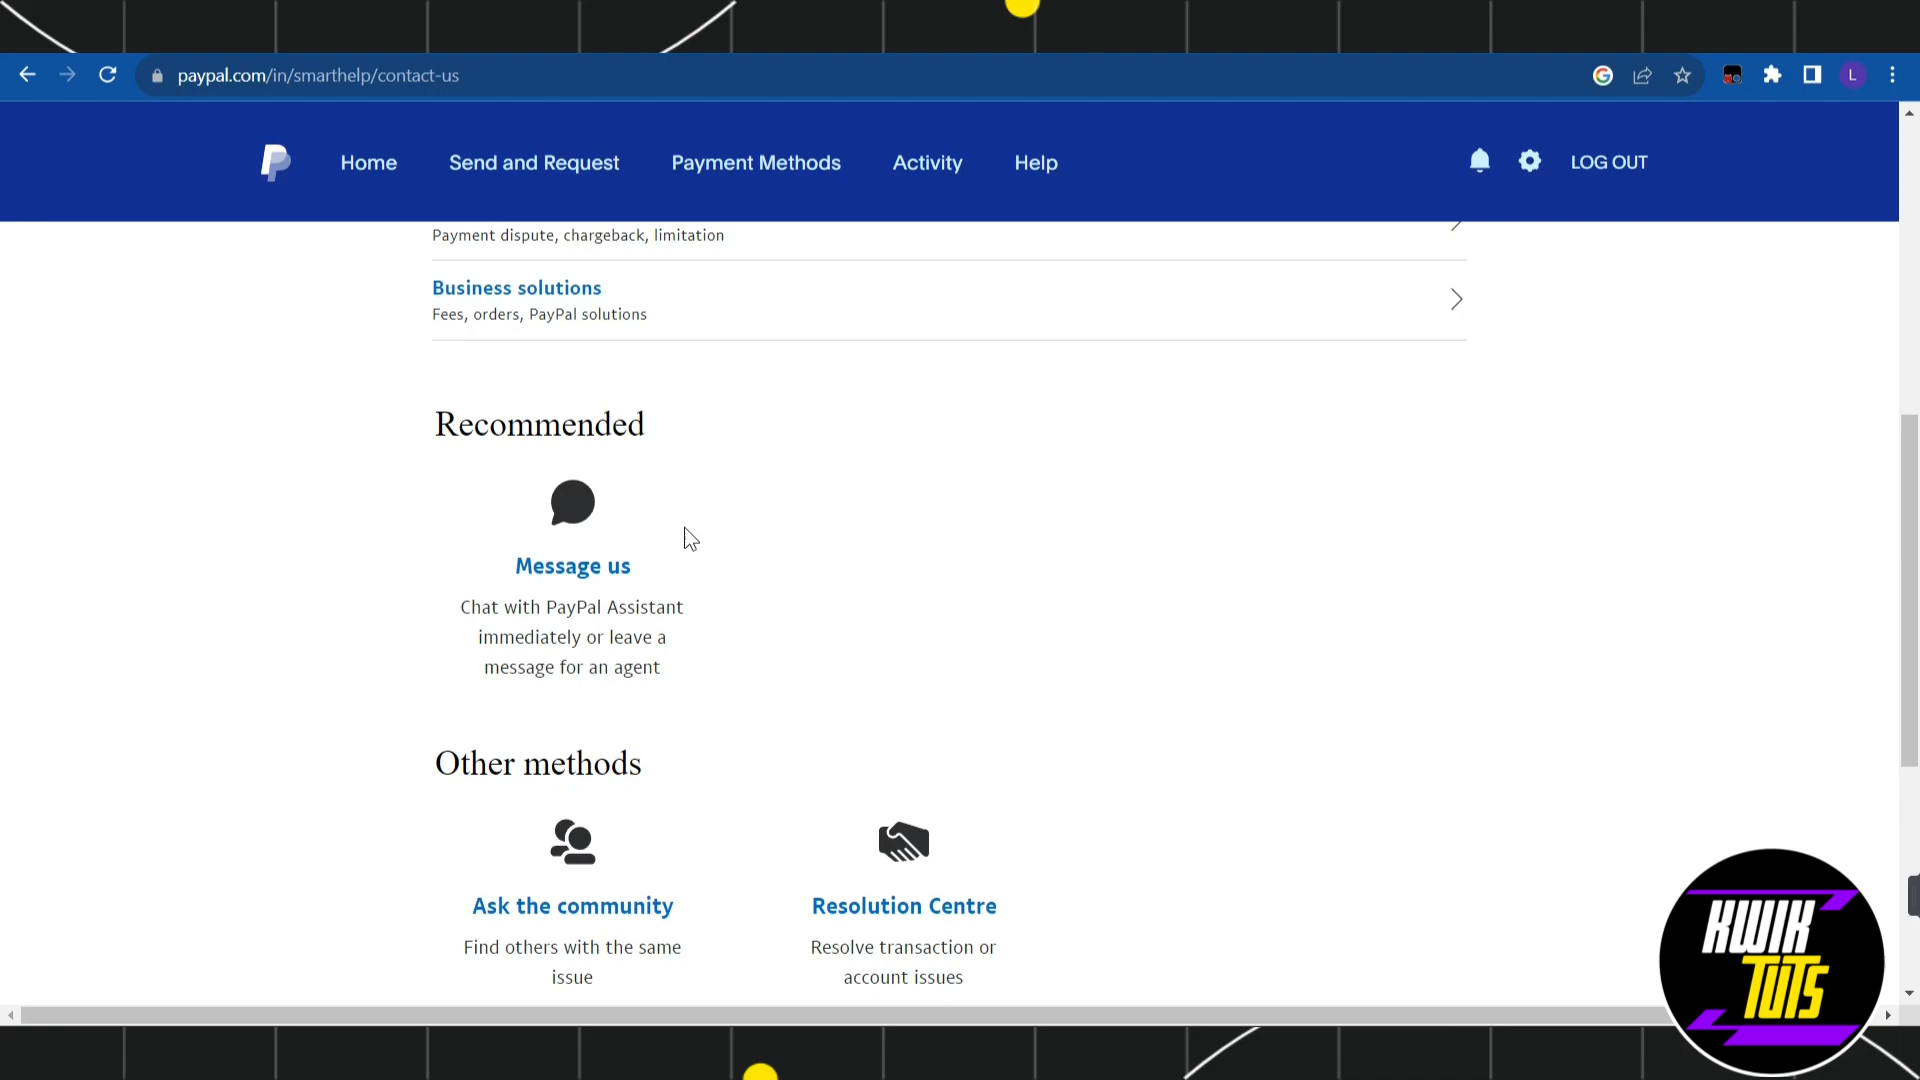 paypal.com/in/smarthelp/contact-us
L
Home
Send and Request
Payment Methods
Activity
Help
LOG OUT
Payment dispute, chargeback, limitation
Business solutions
Fees, orders, PayPal solutions
Recommended
Message us
Chat with PayPal Assistant
immediately or leave a
message for an agent
Other methods
Ask the community
Find others with the same
issue
Resolution Centre
Resolve transaction or
account issues
KWIK
TUTS